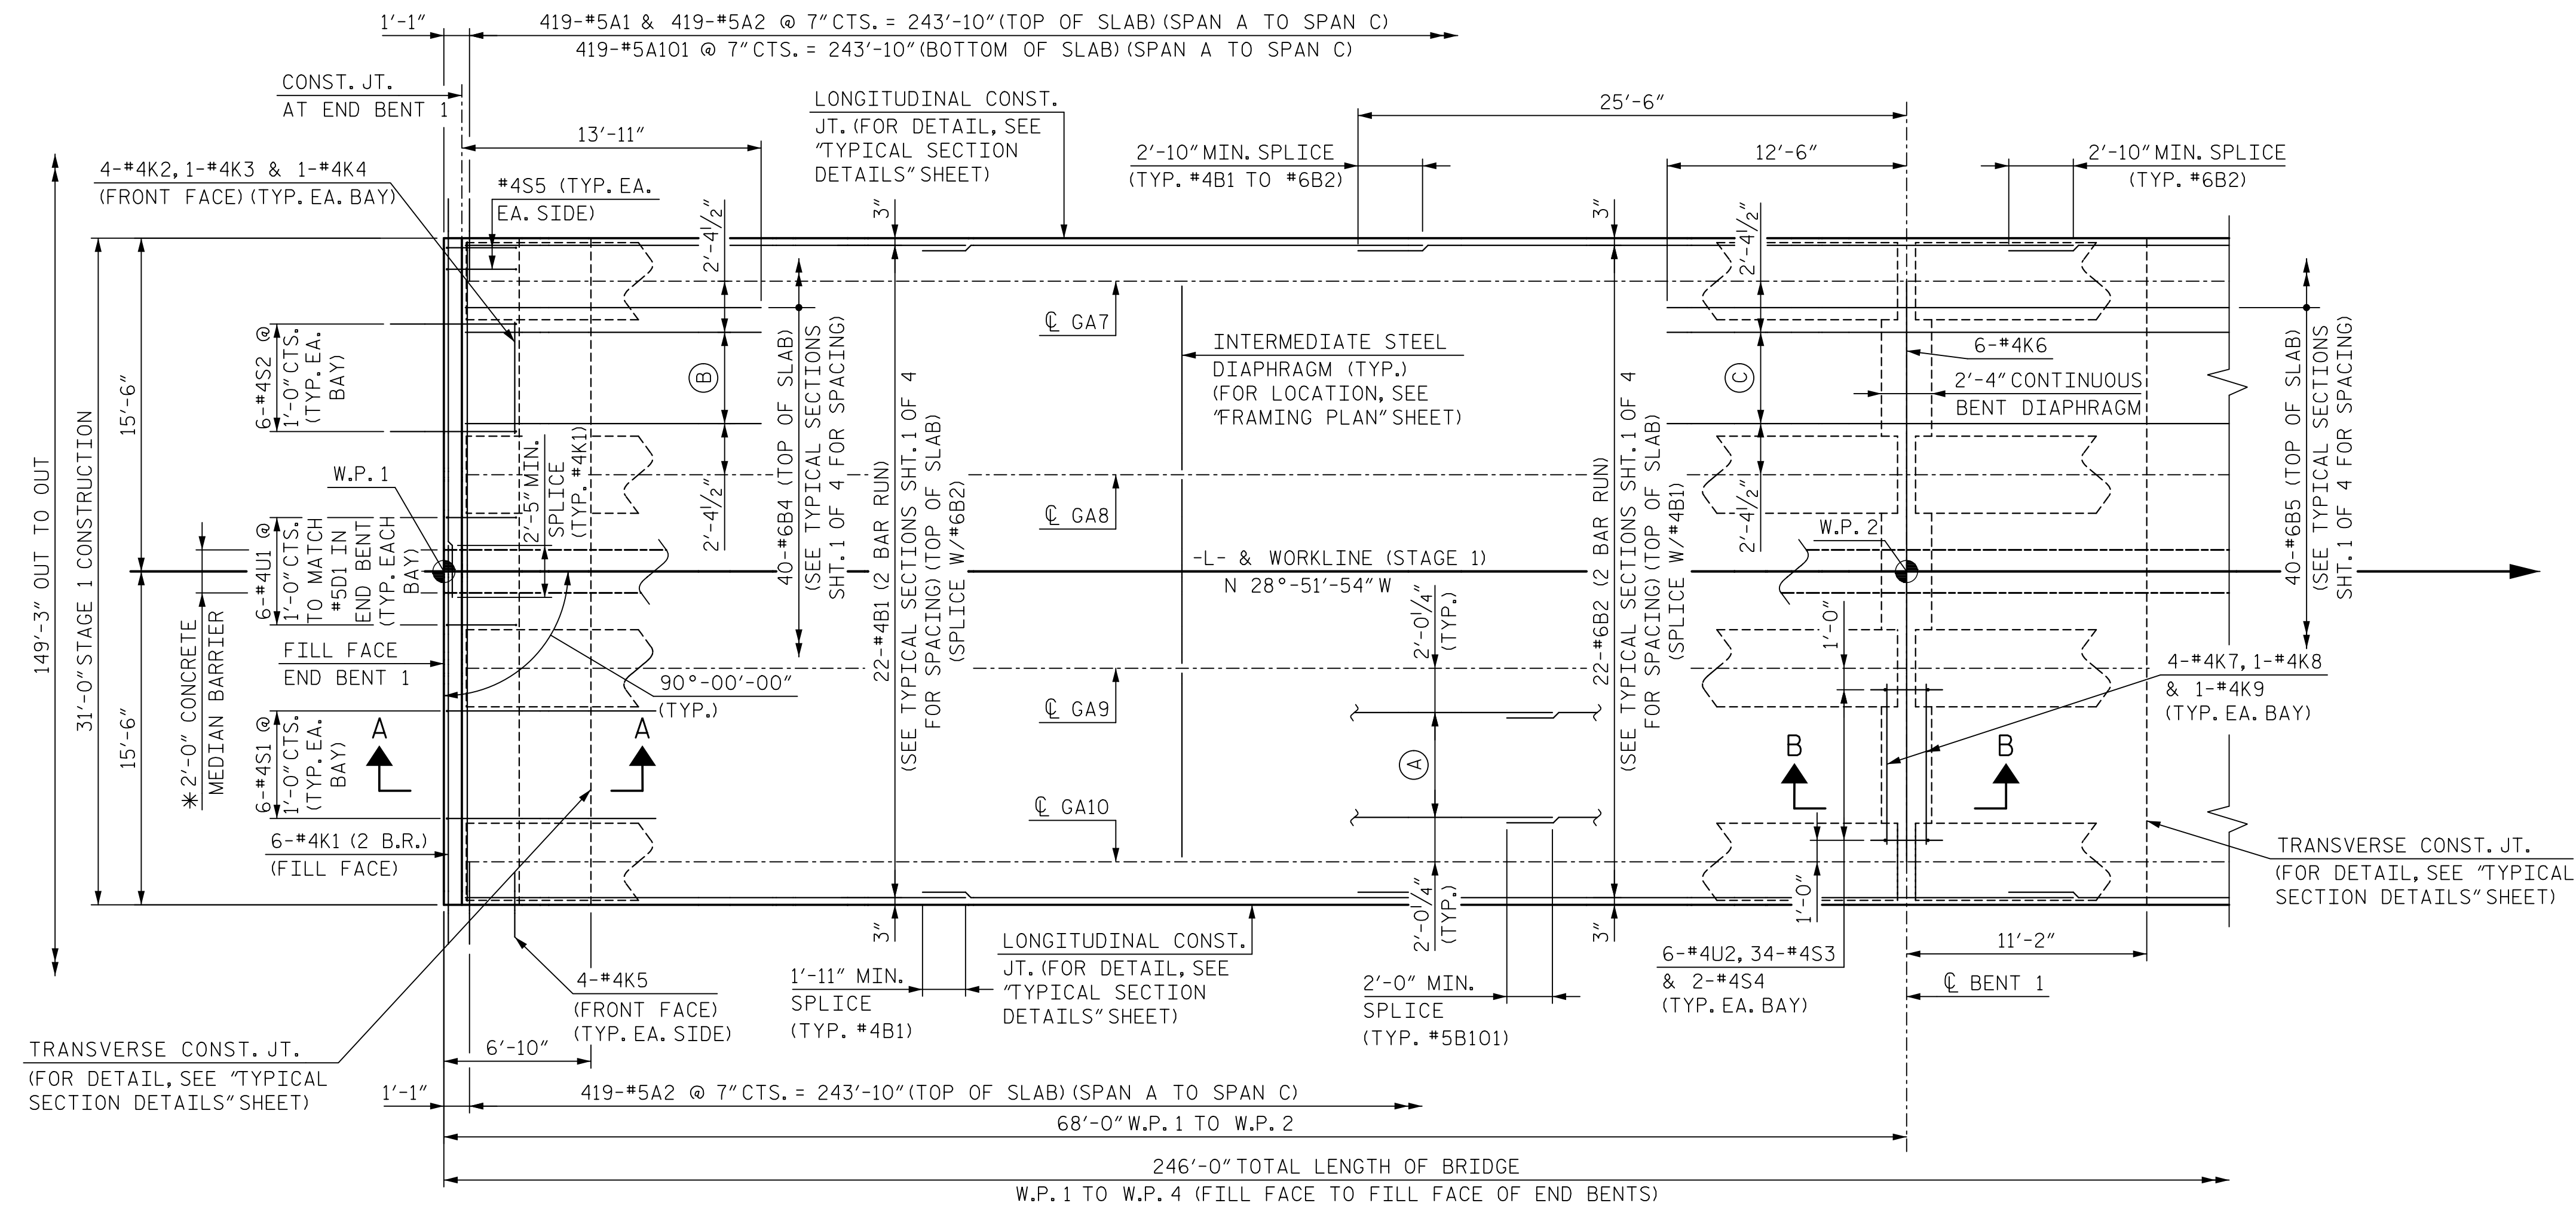 1'-1"
419-#5A1 & 419-#5A2 @ 7"CTS. = 243'-10"(TOP OF SLAB)(SPAN A TO SPAN C)
419-#5A101 @ 7"CTS. = 243'-10"(BOTTOM OF SLAB)(SPAN A TO SPAN C)
CONST. JT.
AT END BENT 1
13'-11"
LONGITUDINAL CONST.
JT. (FOR DETAIL, SEE
"TYPICAL SECTION
DETAILS" SHEET)
25'-6"
2'-10" MIN. SPLICE
(TYP. #4B1 TO #6B2)
12'-6"
2'-10" MIN. SPLICE
(TYP. #6B2)
4-#4K2, 1-#4K3 & 1-#4K4
(FRONT FACE)(TYP. EA. BAY)
#4S5 (TYP. EA.
EA. SIDE)
3"
2'-4½"
3"
2'-4½"
149'-3" OUT TO OUT
31'-0" STAGE 1 CONSTRUCTION
15'-6"
15'-6"
6-#4S2 @
1'-0" CTS.
(TYP. EA.
BAY)
B
2'-4½"
40-#6B4 (TOP OF SLAB)
(SEE TYPICAL SECTIONS
SHT. 1 OF 4 FOR SPACING)
22-#4B1 (2 BAR RUN)
(SEE TYPICAL SECTIONS SHT. 1 OF 4
FOR SPACING)(TOP OF SLAB)
(SPLICE W/#6B2)
℄ GA7
INTERMEDIATE STEEL
DIAPHRAGM (TYP.)
(FOR LOCATION, SEE
"FRAMING PLAN" SHEET)
22-#6B2 (2 BAR RUN)
(SEE TYPICAL SECTIONS SHT. 1 OF 4
FOR SPACING)(TOP OF SLAB)
(SPLICE W/#4B1)
C
2'-4½"
6-#4K6
2'-4" CONTINUOUS
BENT DIAPHRAGM
40-#6B5 (TOP OF SLAB)
(SEE TYPICAL SECTIONS
SHT. 1 OF 4 FOR SPACING)
W.P. 1
2'-5" MIN.
SPLICE
(TYP. #4K1)
℄ GA8
W.P. 2
6-#4U1 @
1'-0" CTS.
TO MATCH
#5D1 IN
END BENT
(TYP. EACH
BAY)
-L- & WORKLINE (STAGE 1)
N 28°-51'-54" W
✳2'-0" CONCRETE
MEDIAN BARRIER
FILL FACE
END BENT 1
90°-00'-00"
(TYP.)
℄ GA9
2'-0¼"
(TYP.)
1'-0"
4-#4K7, 1-#4K8
& 1-#4K9
(TYP. EA. BAY)
6-#4S1 @
1'-0" CTS.
(TYP. EA.
BAY)
A
A
A
B
B
℄ GA10
6-#4K1 (2 B.R.)
(FILL FACE)
TRANSVERSE CONST. JT.
(FOR DETAIL, SEE "TYPICAL
SECTION DETAILS" SHEET)
3"
2'-0¼"
(TYP.)
3"
1'-0"
4-#4K5
(FRONT FACE)
(TYP. EA. SIDE)
1'-11" MIN.
SPLICE
(TYP. #4B1)
LONGITUDINAL CONST.
JT. (FOR DETAIL, SEE
"TYPICAL SECTION
DETAILS" SHEET)
2'-0" MIN.
SPLICE
(TYP. #5B101)
6-#4U2, 34-#4S3
& 2-#4S4
(TYP. EA. BAY)
11'-2"
℄ BENT 1
TRANSVERSE CONST. JT.
(FOR DETAIL, SEE "TYPICAL
SECTION DETAILS" SHEET)
6'-10"
1'-1"
419-#5A2 @ 7"CTS. = 243'-10"(TOP OF SLAB)(SPAN A TO SPAN C)
68'-0" W.P. 1 TO W.P. 2
246'-0" TOTAL LENGTH OF BRIDGE
W.P. 1 TO W.P. 4 (FILL FACE TO FILL FACE OF END BENTS)